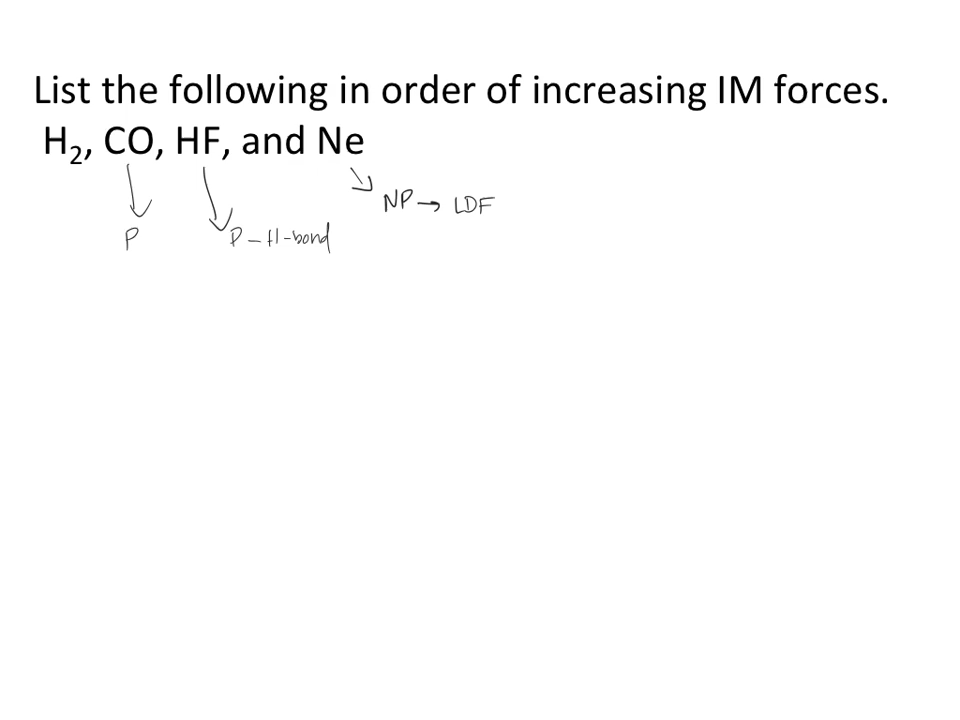 List the following in order of increasing IM forces.
H₂, CO, HF, and Ne
NP → LDF
P
P – H-bond